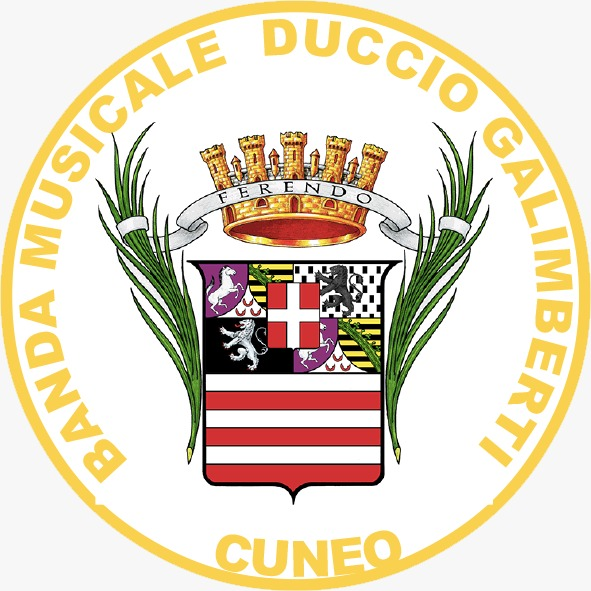 BANDA MUSICALE DUCCIO GALIMBERTI
FERENDO
CUNEO